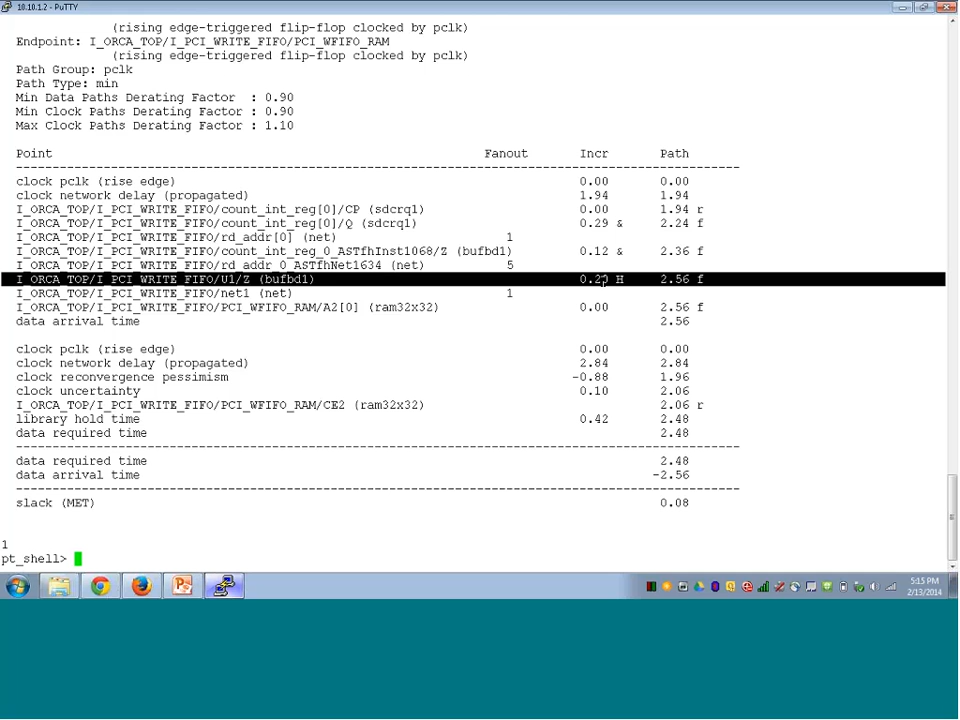 10.10.1.2 - PuTTY
(rising edge-triggered flip-flop clocked by pclk)
Endpoint: I_ORCA_TOP/I_PCI_WRITE_FIFO/PCI_WFIFO_RAM
(rising edge-triggered flip-flop clocked by pclk)
Path Group: pclk
Path Type: min
Min Data Paths Derating Factor : 0.90
Min Clock Paths Derating Factor : 0.90
Max Clock Paths Derating Factor : 1.10
Point Fanout Incr Path
clock pclk (rise edge) 0.00 0.00
clock network delay (propagated) 1.94 1.94
I_ORCA_TOP/I_PCI_WRITE_FIFO/count_int_reg[0]/CP (sdcrq1) 0.00 1.94 r
I_ORCA_TOP/I_PCI_WRITE_FIFO/count_int_reg[0]/Q (sdcrq1) 0.29 & 2.24 f
I_ORCA_TOP/I_PCI_WRITE_FIFO/rd_addr[0] (net) 1
I_ORCA_TOP/I_PCI_WRITE_FIFO/count_int_reg_0_ASTfhInst1068/Z (bufbd1) 0.12 & 2.36 f
I_ORCA_TOP/I_PCI_WRITE_FIFO/rd_addr_0_ASTfhNet1634 (net) 5
I_ORCA_TOP/I_PCI_WRITE_FIFO/U1/Z (bufbd1) H 2.56 f
I_ORCA_TOP/I_PCI_WRITE_FIFO/net1 (net) 1
I_ORCA_TOP/I_PCI_WRITE_FIFO/PCI_WFIFO_RAM/A2[0] (ram32x32) 0.00 2.56 f
data arrival time 2.56
clock pclk (rise edge) 0.00 0.00
clock network delay (propagated) 2.84 2.84
clock reconvergence pessimism -0.88 1.96
clock uncertainty 0.10 2.06
I_ORCA_TOP/I_PCI_WRITE_FIFO/PCI_WFIFO_RAM/CE2 (ram32x32) 2.06 r
library hold time 0.42 2.48
data required time 2.48
data required time 2.48
data arrival time -2.56
slack (MET) 0.08
1
pt_shell>
5:15 PM
2/13/2014